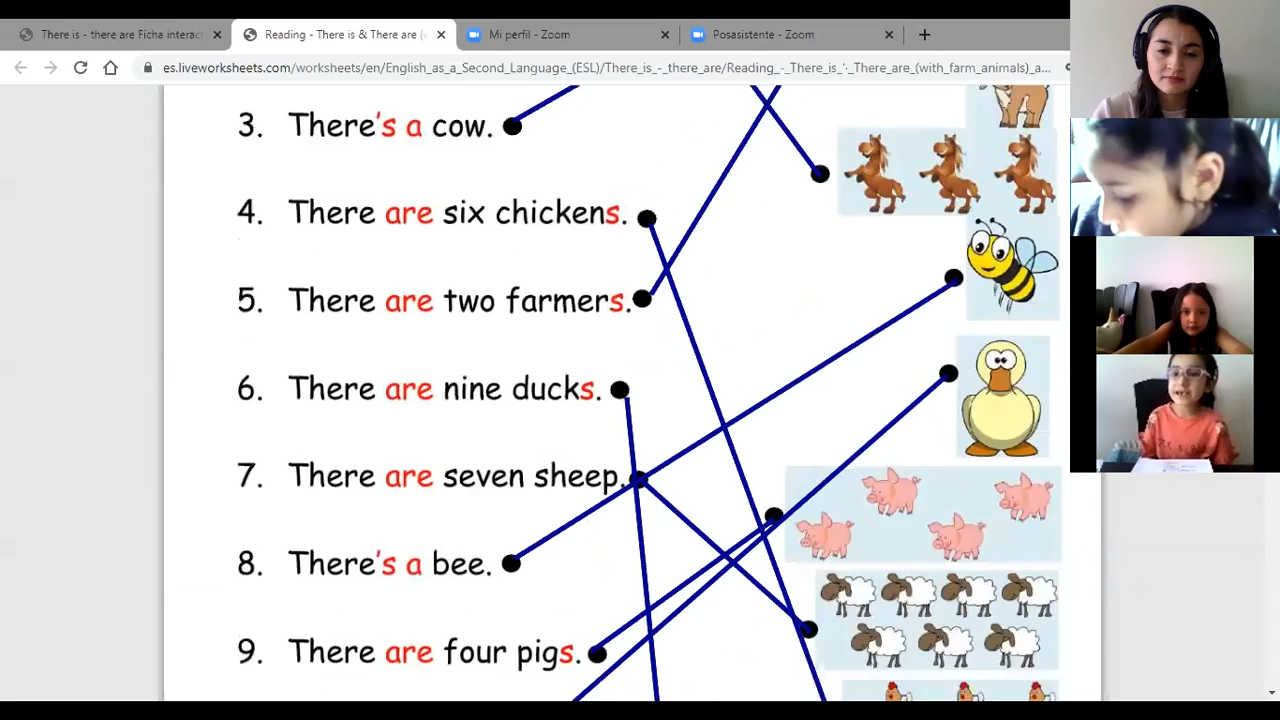 There is - there are Ficha interac
Reading - There is & There are (
Mi perfil - Zoom
Posasistente - Zoom
es.liveworksheets.com/worksheets/en/English_as_a_Second_Language_(ESL)/There_is_-_there_are/Reading_-_There_is_'-_There_are_(with_farm_animals)_a...
3. There's a cow.
4. There are six chickens.
5. There are two farmers.
6. There are nine ducks.
7. There are seven sheep.
8. There's a bee.
9. There are four pigs.